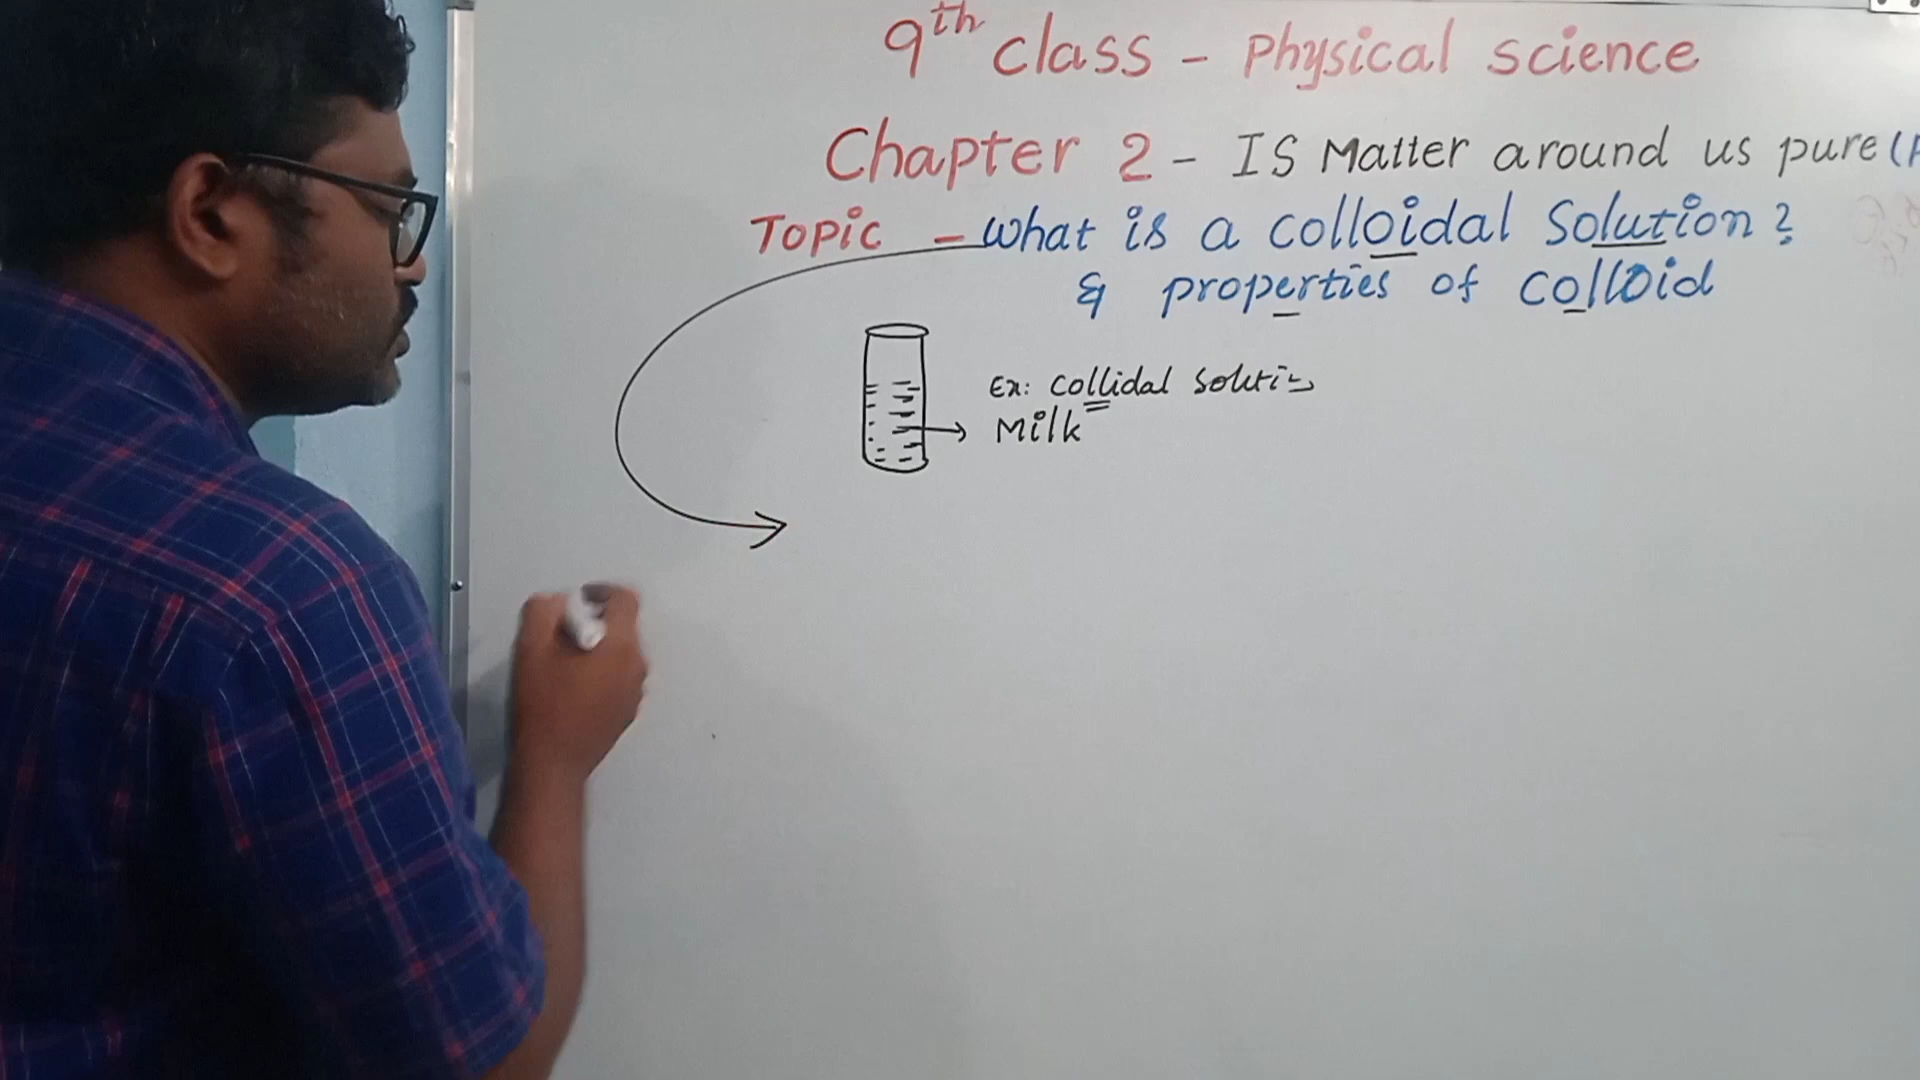 9th class - Physical science
Chapter 2 - IS Matter around us pure (
Topic - What is a colloidal Solution?
& properties of colloid
Ex: Collidal
Milk